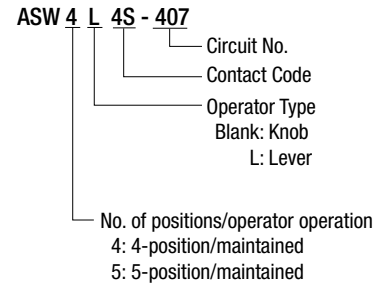 ASW 4 L 4S - 407
Circuit No.
Contact Code
Operator Type
Blank: Knob
L: Lever
No. of positions/operator operation
4: 4-position/maintained
5: 5-position/maintained